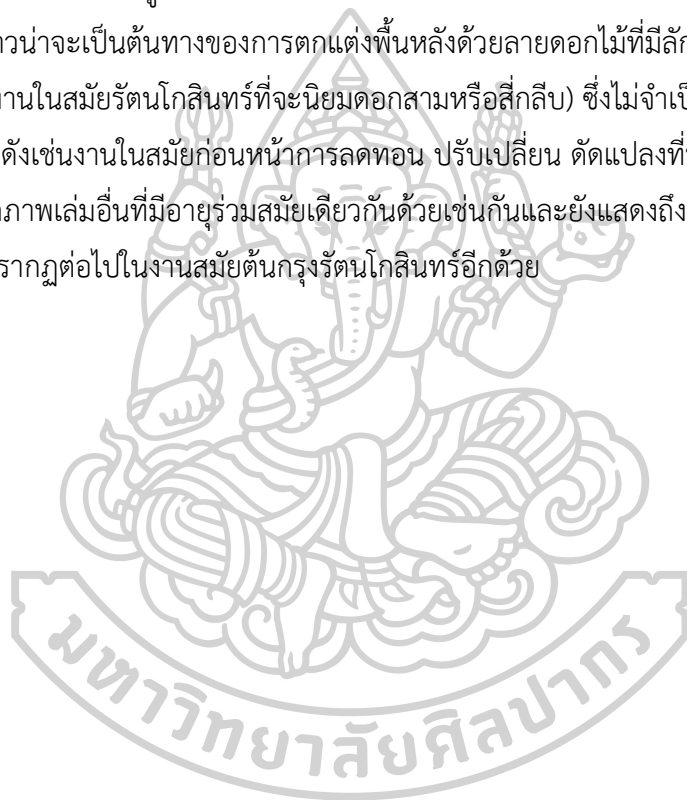 าวน่าจะเป็นต้นทางของการตกแต่งพื้นหลังด้วยลายดอกไม้ที่มีลัก
งานในสมัยรัตนโกสินทร์ที่จะนิยมดอกสามหรือสี่กลีบ) ซึ่งไม่จำเป็
ดังเช่นงานในสมัยก่อนหน้าการลดทอน ปรับเปลี่ยน ดัดแปลงที่
ภาพเล่มอื่นที่มีอายุร่วมสมัยเดียวกันด้วยเช่นกันและยังแสดงถึง
รากฏต่อไปในงานสมัยต้นกรุงรัตนโกสินทร์อีกด้วย
มหาวิทยาลัยศิลปากร